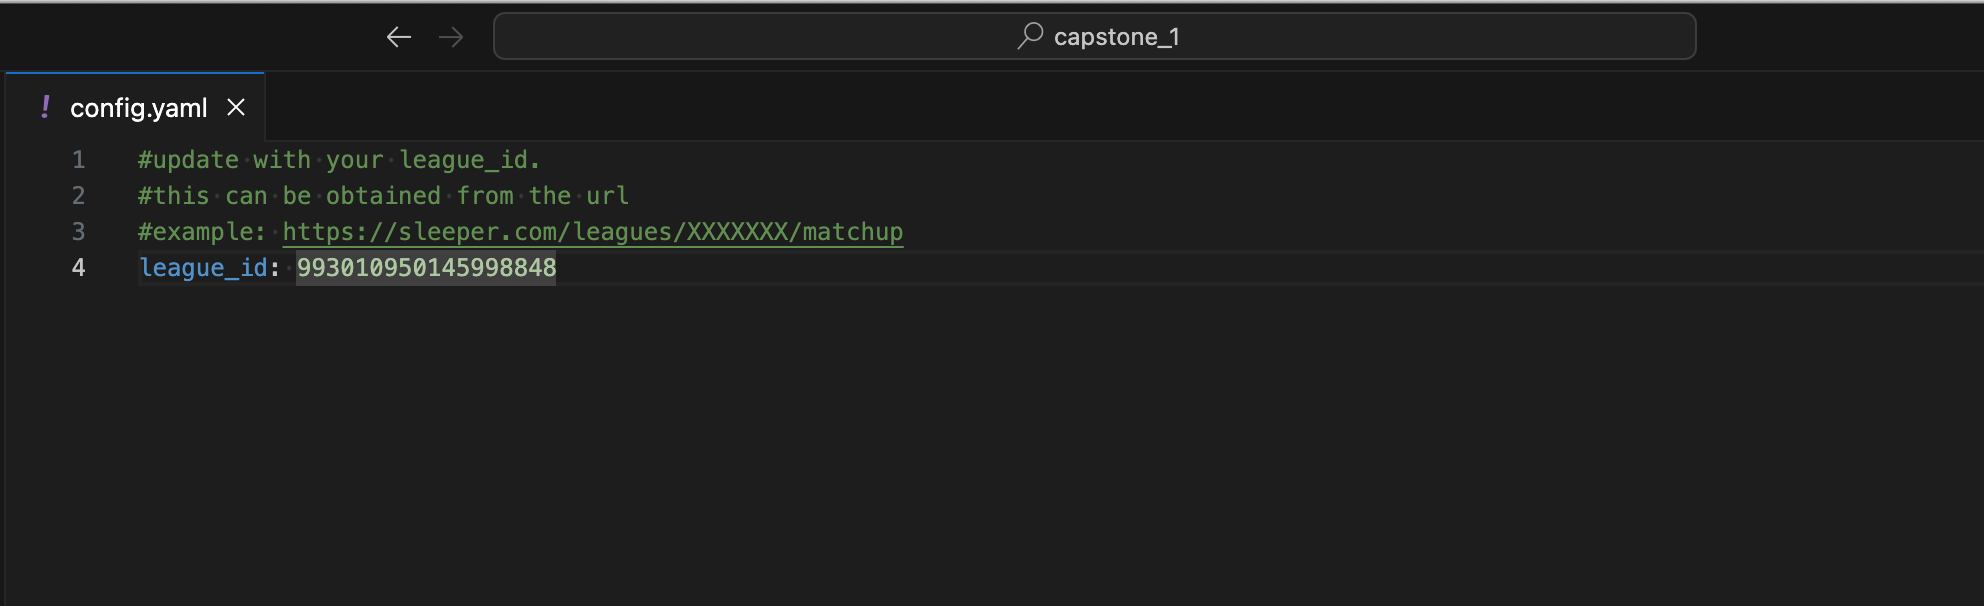 capstone_1
! config.yaml ×
1 #update with your league_id.
2 #this can be obtained from the url
3 #example: https://sleeper.com/leagues/XXXXXXX/matchup
4 league_id: 993010950145998848